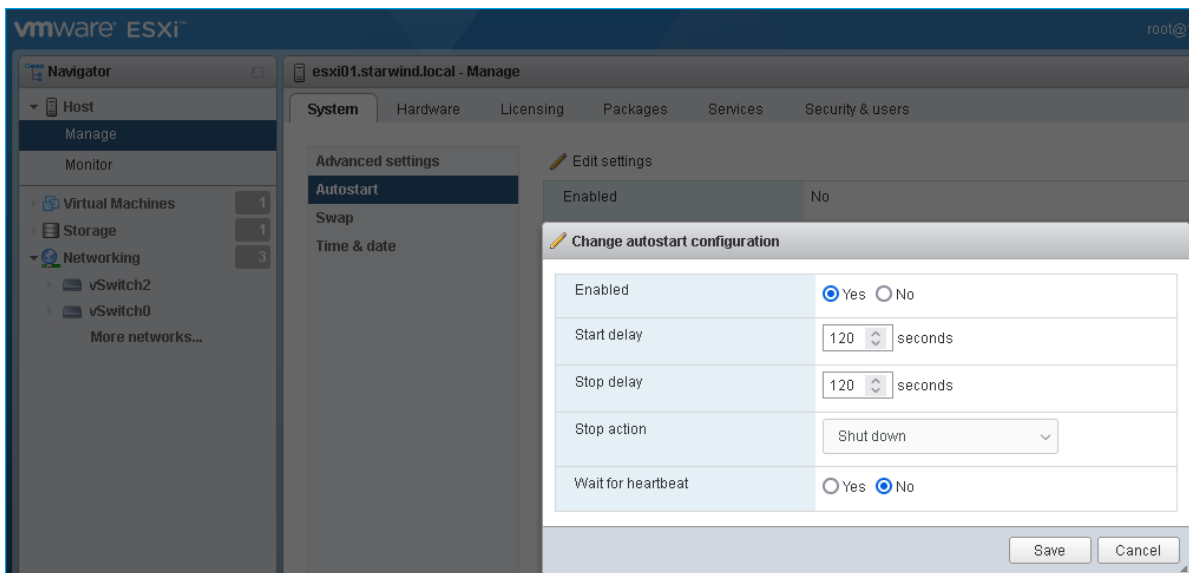 vmware ESXi™
root@
Navigator
esxi01.starwind.local - Manage
Host
Manage
Monitor
Virtual Machines 1
Storage 1
Networking 3
vSwitch2
vSwitch0
More networks...
System Hardware Licensing Packages Services Security & users
Advanced settings
Autostart
Swap
Time & date
Edit settings
Enabled No
Change autostart configuration
Enabled Yes No
Start delay 120 seconds
Stop delay 120 seconds
Stop action Shut down
Wait for heartbeat Yes No
Save Cancel